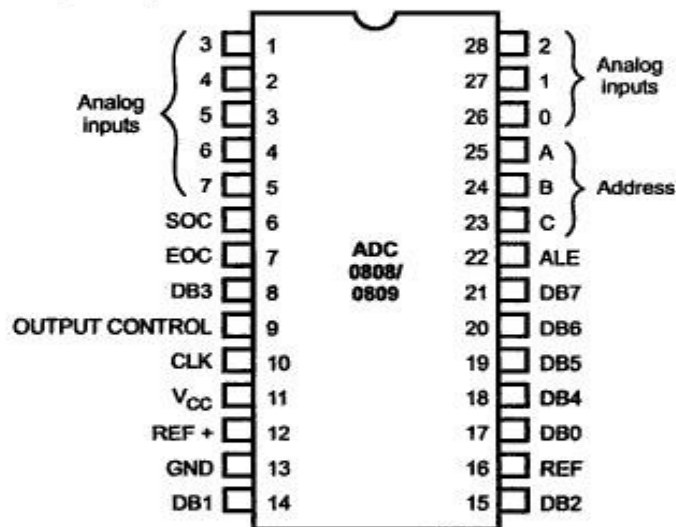 3 1 28 2
4 2 27 1
Analog inputs 5 3 26 0 Analog inputs
6 4 25 A
7 5 24 B Address
SOC 6 23 C
EOC 7 ADC 22 ALE
DB3 8 0808/ 21 DB7
OUTPUT CONTROL 9 0809 20 DB6
CLK 10 19 DB5
VCC 11 18 DB4
REF + 12 17 DB0
GND 13 16 REF
DB1 14 15 DB2